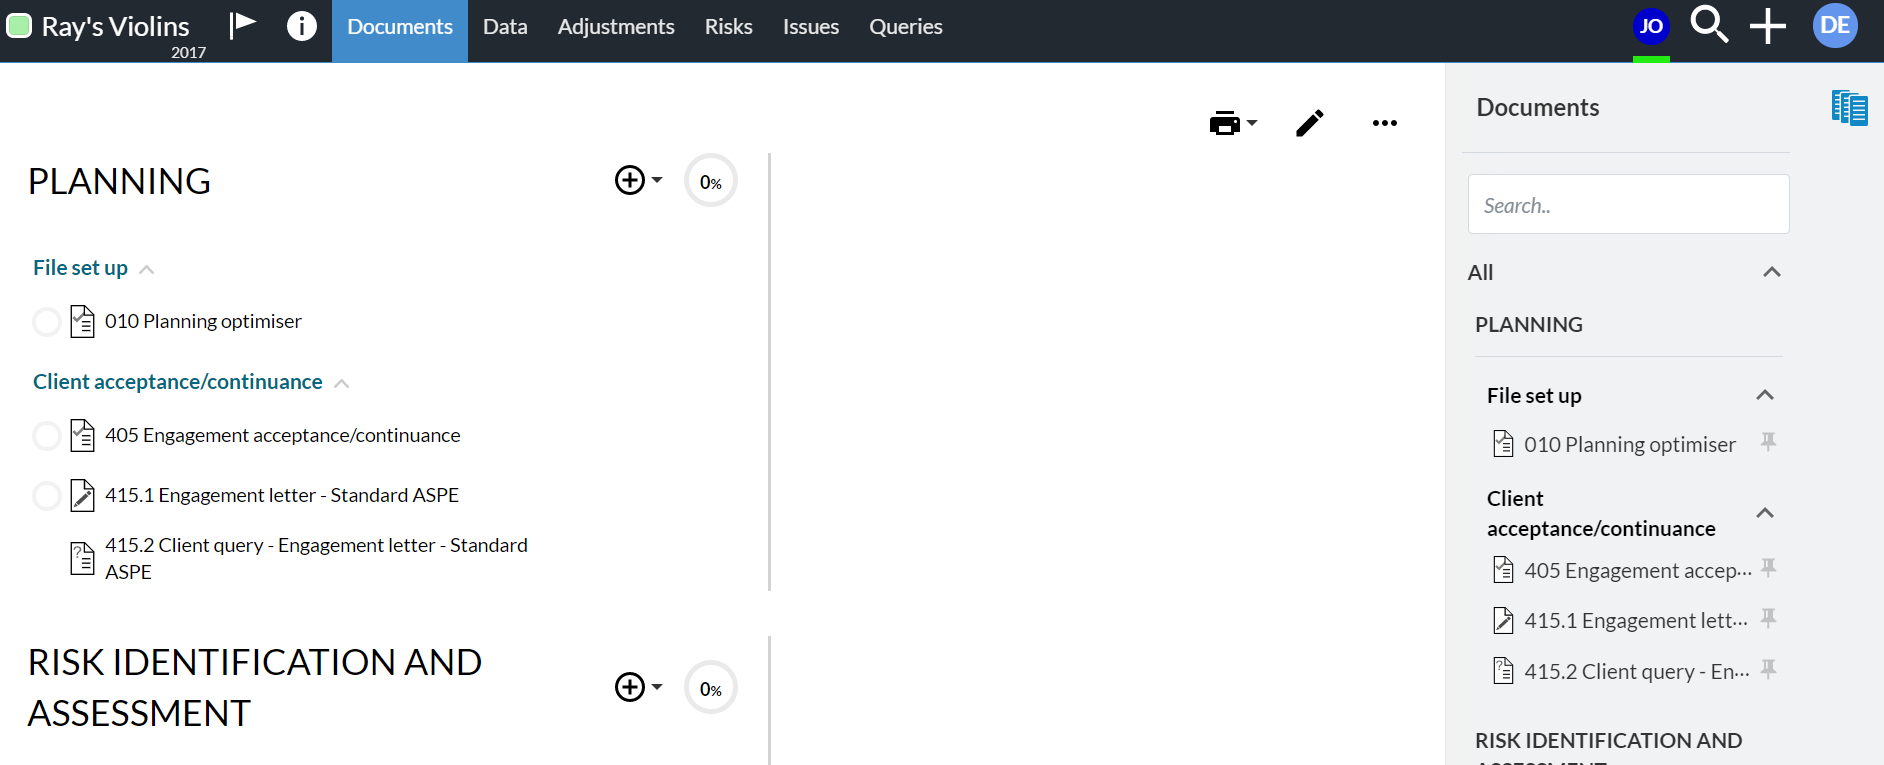 Ray's Violins
2017
Documents
Data
Adjustments
Risks
Issues
Queries
JO
DE
PLANNING
0%
File set up
010 Planning optimiser
Client acceptance/continuance
405 Engagement acceptance/continuance
415.1 Engagement letter - Standard ASPE
415.2 Client query - Engagement letter - Standard
ASPE
RISK IDENTIFICATION AND
ASSESSMENT
0%
Documents
Search..
All
PLANNING
File set up
010 Planning optimiser
Client
acceptance/continuance
405 Engagement accep...
415.1 Engagement lett...
415.2 Client query - En...
RISK IDENTIFICATION AND